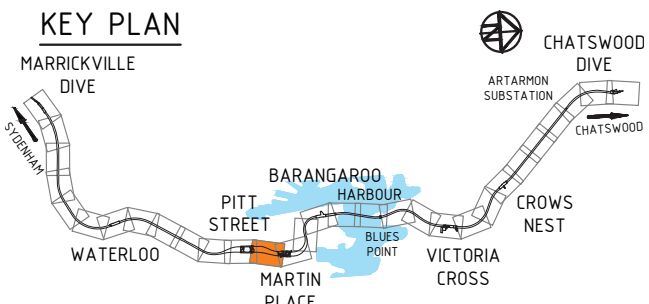 KEY PLAN
MARRICKVILLE
DIVE
SYDENHAM
WATERLOO
PITT
STREET
MARTIN
PLACE
BARANGAROO
HARBOUR
BLUES
POINT
VICTORIA
CROSS
CROWS
NEST
ARTARMON
SUBSTATION
CHATSWOOD
DIVE
CHATSWOOD